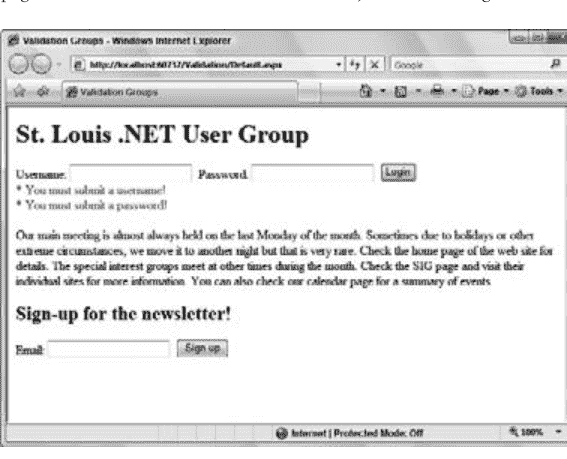 Validation Groups - Windows Internet Explorer
http://localhost:60717/Validation/Default.aspx
Google
Validation Groups
Page Tools
St. Louis .NET User Group
Username: Password: Login
* You must submit a username!
* You must submit a password!
Our main meeting is almost always held on the last Monday of the month. Sometimes due to holidays or other
extreme circumstances, we move it to another night but that is very rare. Check the home page of the web site for
details. The special interest groups meet at other times during the month. Check the SIG page and visit their
individual sites for more information. You can also check our calendar page for a summary of events
Sign-up for the newsletter!
Email: Sign up
Internet | Protected Mode: Off 100%